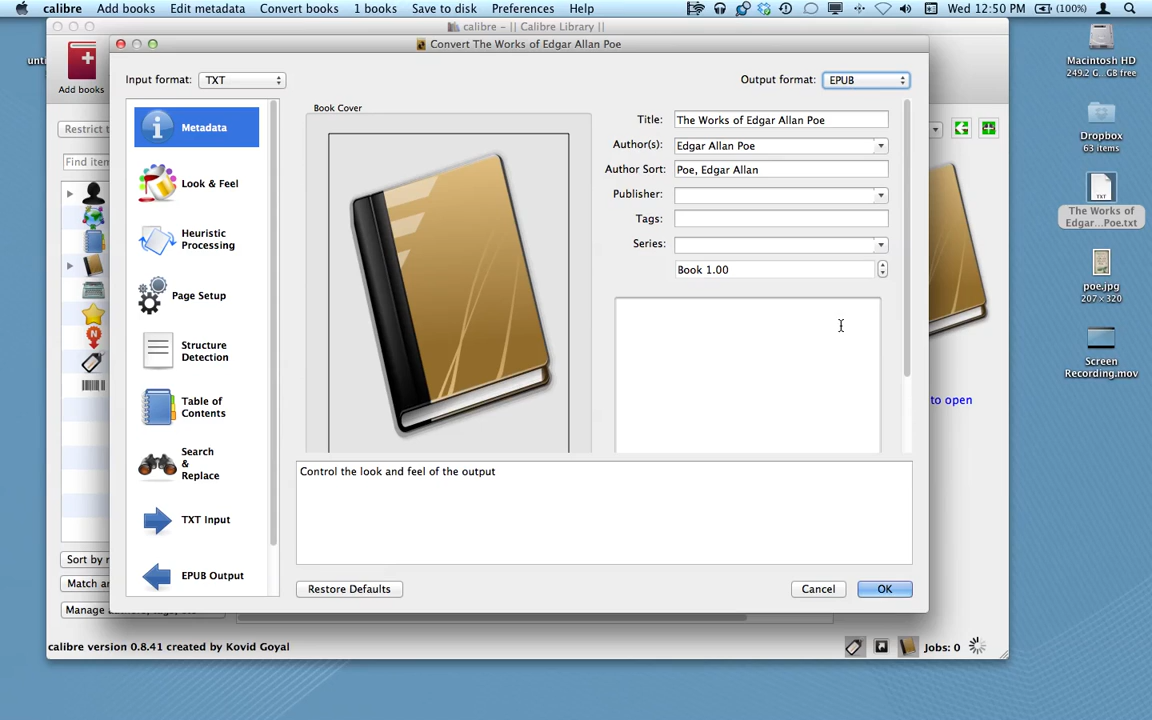 calibre Add books Edit metadata Convert books 1 books Save to disk Preferences Help (100%) Wed 12:50 PM
calibre - || Calibre Library ||
Convert The Works of Edgar Allan Poe
Input format: TXT
Output format: EPUB
Add books
Restrict t
Find iten
Sort by r
Match ar
Manage
Metadata
Look & Feel
Heuristic
Processing
Page Setup
Structure
Detection
Table of
Contents
Search
&
Replace
TXT Input
EPUB Output
Book Cover
Title: The Works of Edgar Allan Poe
Author(s): Edgar Allan Poe
Author Sort: Poe, Edgar Allan
Publisher:
Tags:
Series:
Book 1.00
Control the look and feel of the output
Restore Defaults
Cancel
OK
to open
calibre version 0.8.41 created by Kovid Goyal
Jobs: 0
unti
Macintosh HD
249.2 G...GB free
Dropbox
63 items
TXT
The Works of
Edgar...Poe.txt
poe.jpg
207×320
Screen
Recording.mov